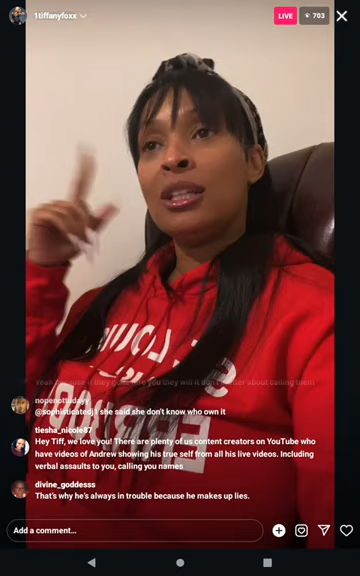 1tiffanyfoxx
LIVE
703
nopenottoday
@sophisticatedj1 she said she don't know who own it
tiesha_nicole87
Hey Tiff, we love you! There are plenty of us content creators on YouTube who
have videos of Andrew showing his true self from all his live videos. Including
verbal assaults to you, calling you names
divine_goddesss
That's why he's always in trouble because he makes up lies.
Add a comment...